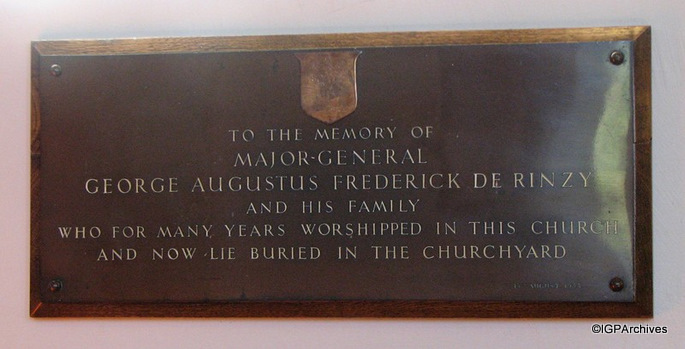 TO THE MEMORY OF
MAJOR-GENERAL
GEORGE AUGUSTUS FREDERICK DE RINZY
AND HIS FAMILY
WHO FOR MANY YEARS WORSHIPPED IN THIS CHURCH
AND NOW LIE BURIED IN THE CHURCHYARD
©IGPArchives